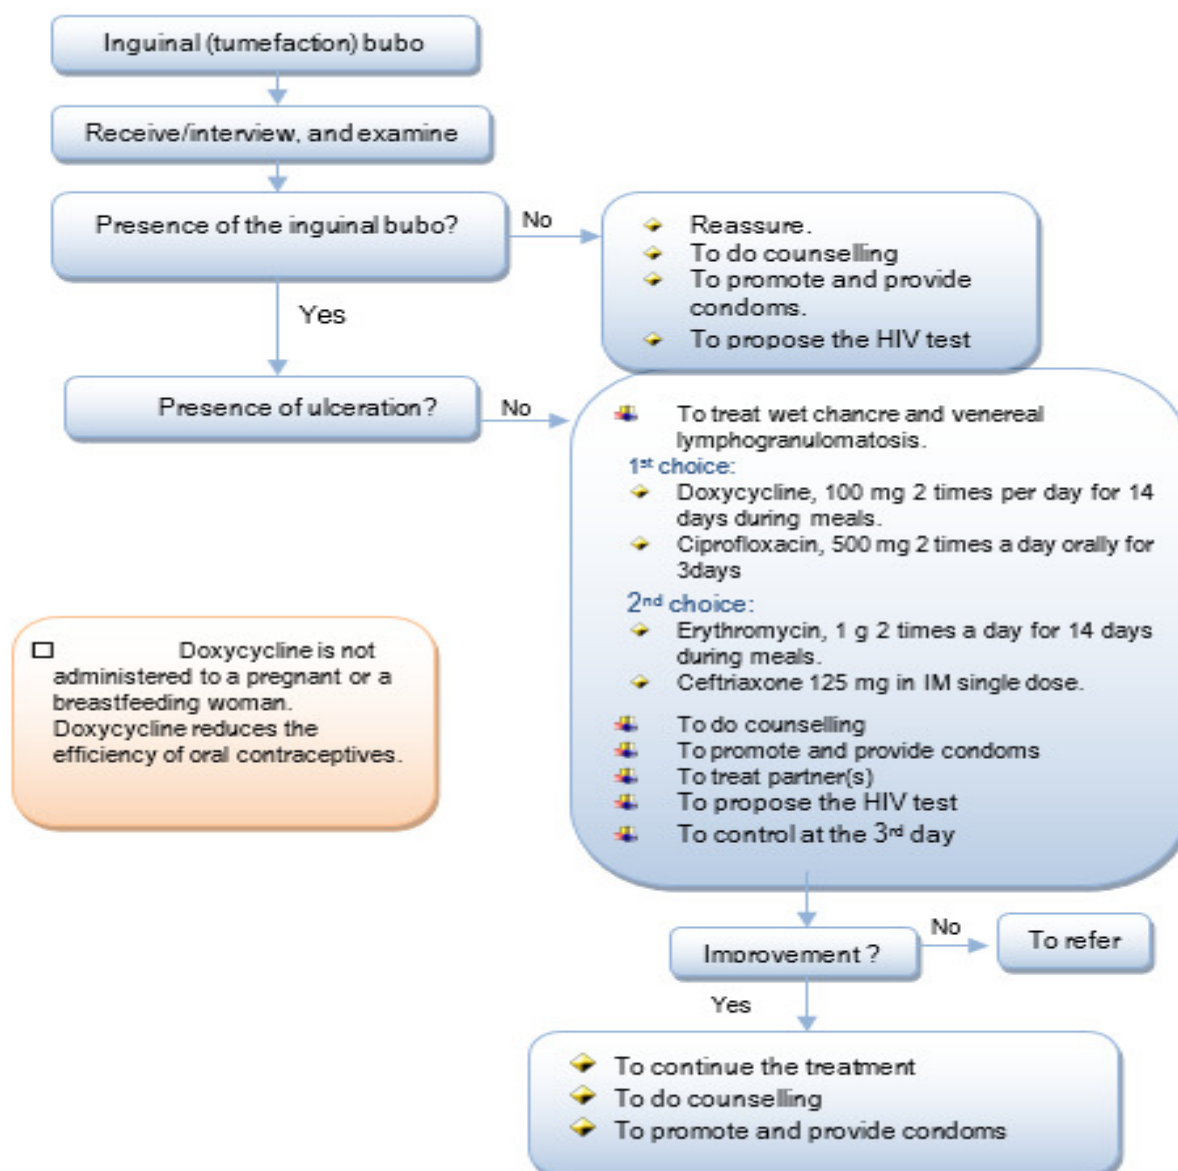 Inguinal (tumefaction) bubo
Receive/interview, and examine
Presence of the inguinal bubo?
No
Reassure.
To do counselling
To promote and provide
condoms.
To propose the HIV test
Yes
Presence of ulceration?
No
To treat wet chancre and venereal
lymphogranulomatosis.
1st choice:
Doxycycline, 100 mg 2 times per day for 14
days during meals.
Ciprofloxacin, 500 mg 2 times a day orally for
3days
2nd choice:
Erythromycin, 1 g 2 times a day for 14 days
during meals.
Ceftriaxone 125 mg in IM single dose.
To do counselling
To promote and provide condoms
To treat partner(s)
To propose the HIV test
To control at the 3rd day
Doxycycline is not
administered to a pregnant or a
breastfeeding woman.
Doxycycline reduces the
efficiency of oral contraceptives.
Improvement ?
No
To refer
Yes
To continue the treatment
To do counselling
To promote and provide condoms